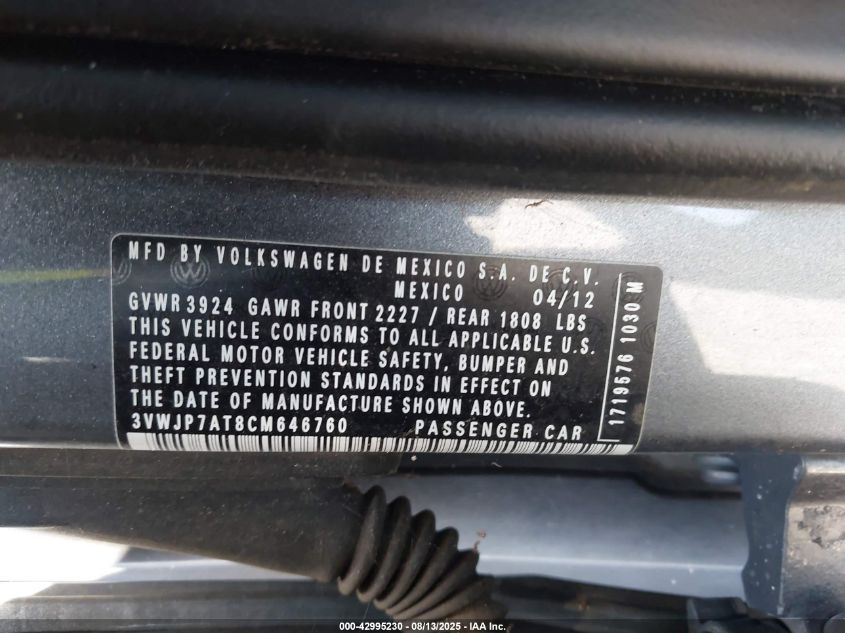 MFD BY VOLKSWAGEN DE MEXICO S.A. DE C.V.
MEXICO 04/12
GVWR 3924 GAWR FRONT 2227 / REAR 1808 LBS
THIS VEHICLE CONFORMS TO ALL APPLICABLE U.S.
FEDERAL MOTOR VEHICLE SAFETY, BUMPER AND
THEFT PREVENTION STANDARDS IN EFFECT ON
THE DATE OF MANUFACTURE SHOWN ABOVE.
3VWJP7AT8CM646760 PASSENGER CAR
1719576 1030 M
000-42995230 - 08/13/2025 - IAA Inc.